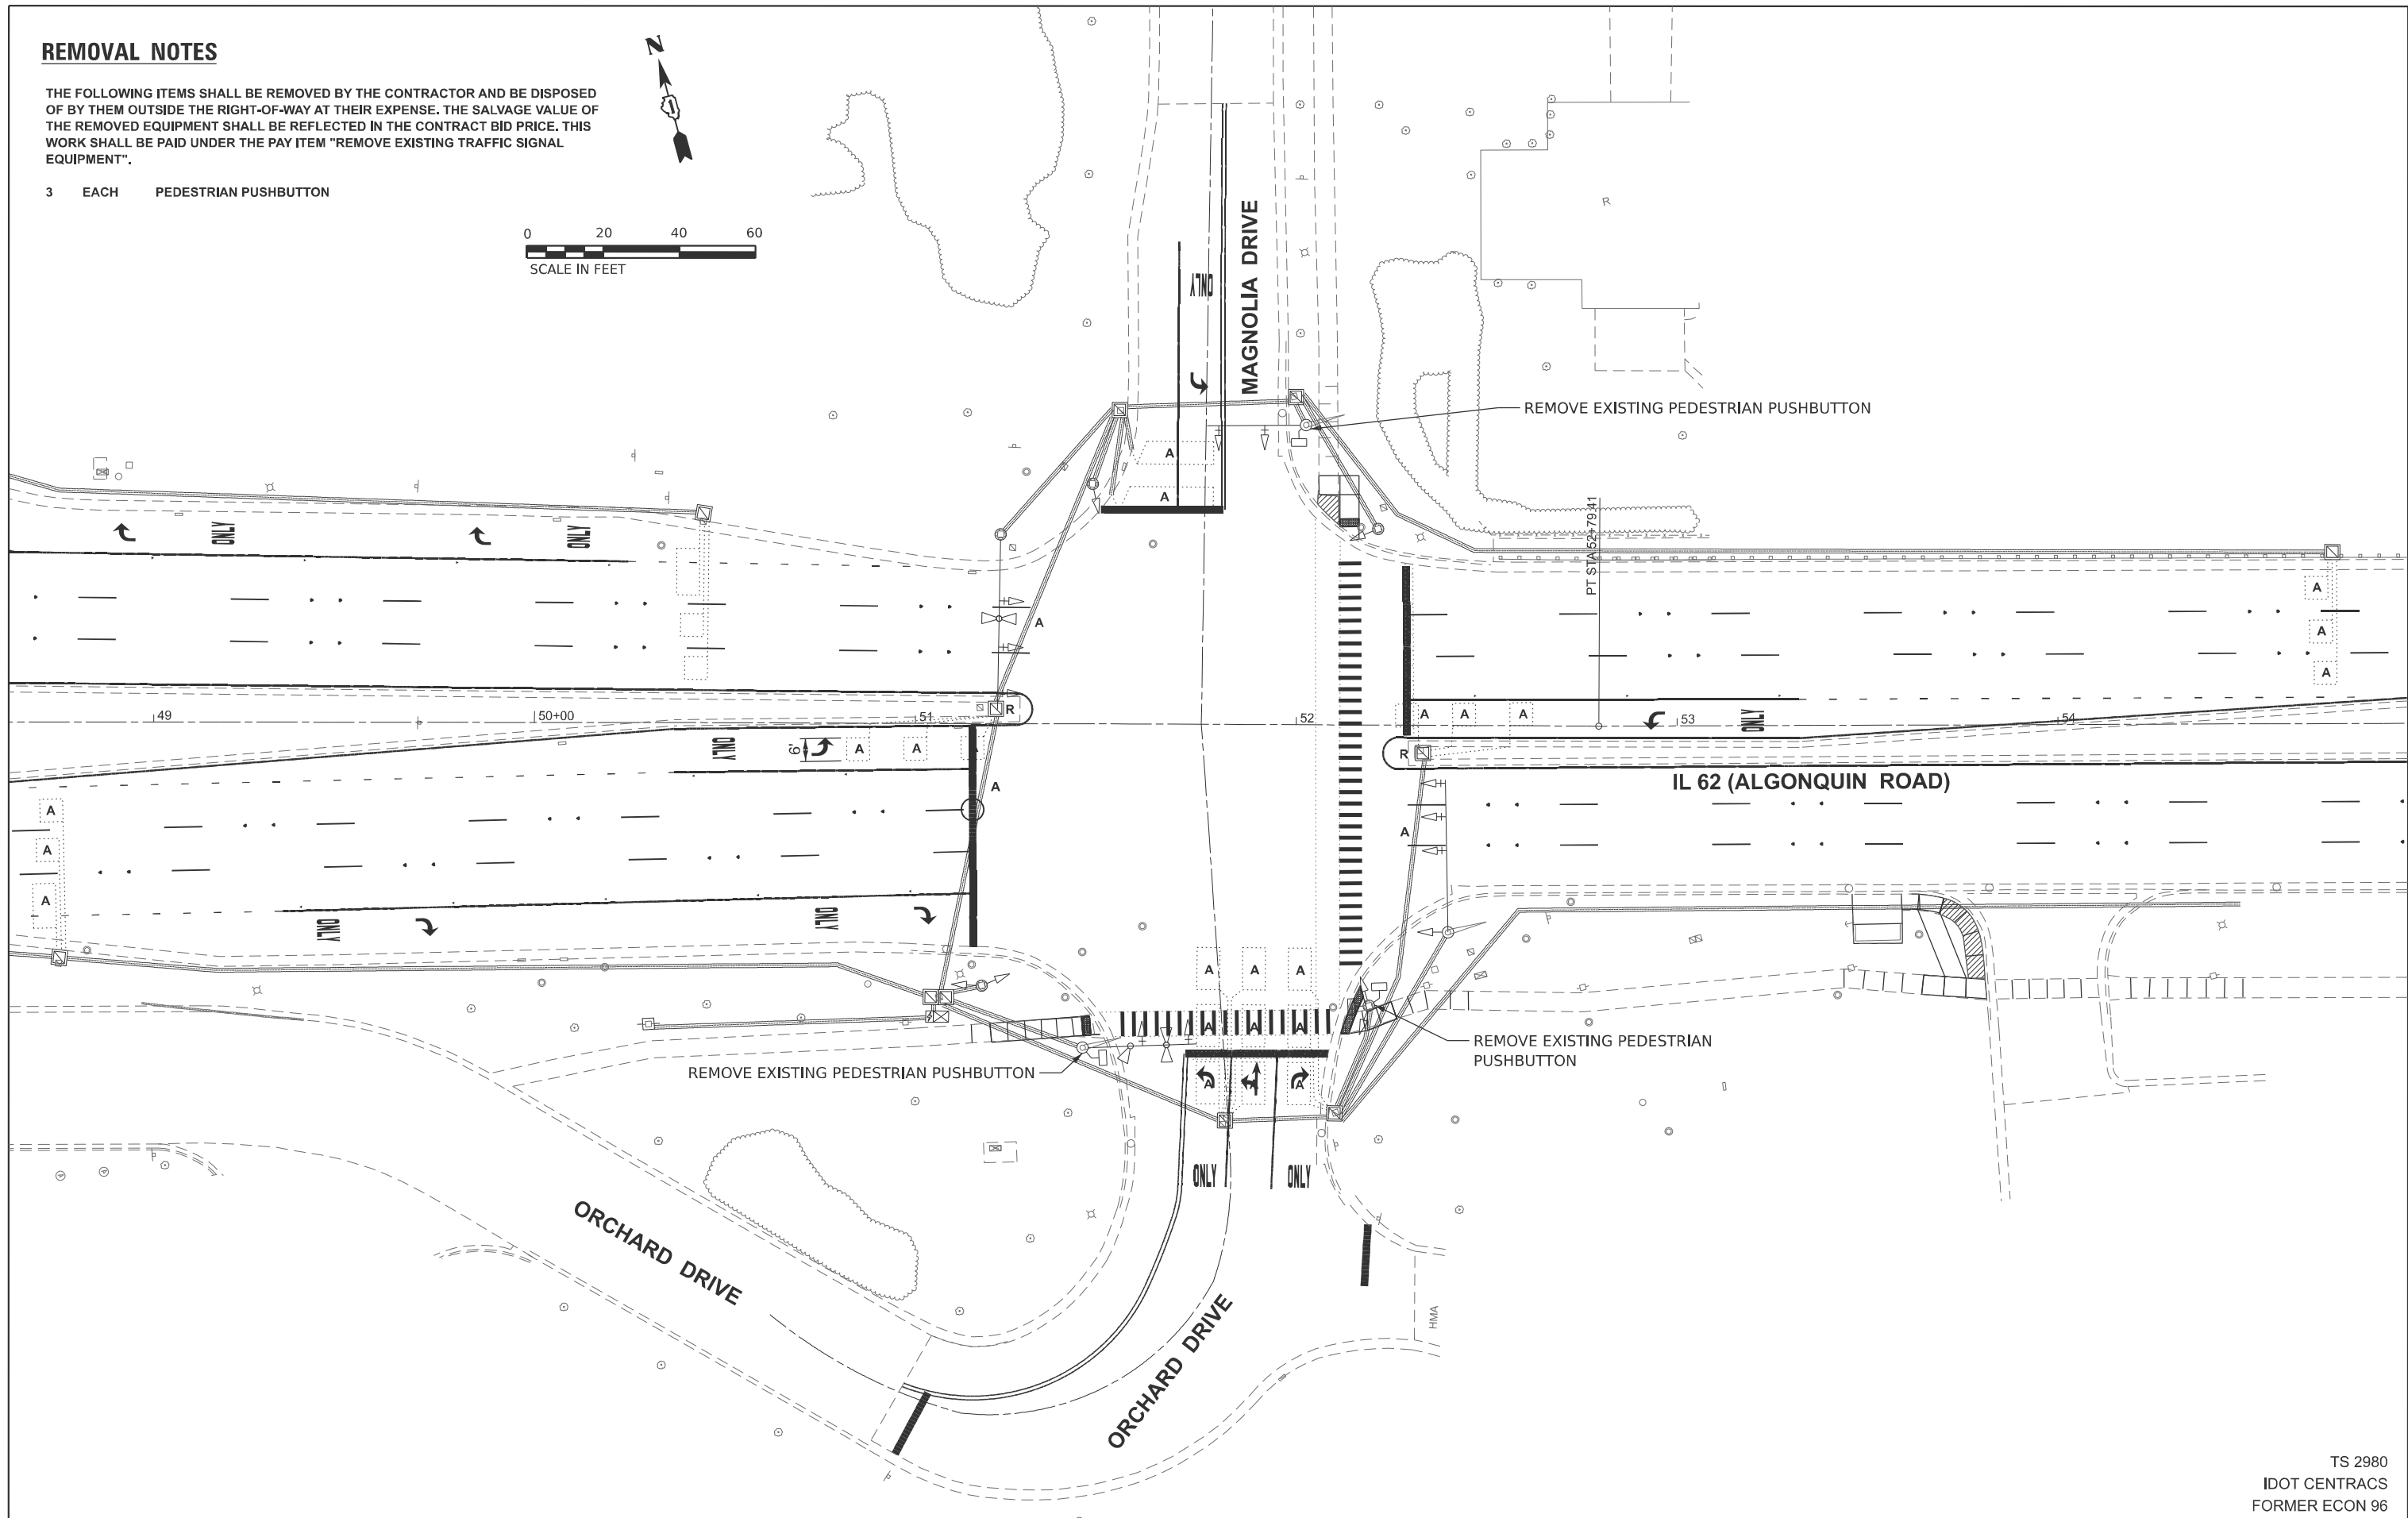 REMOVAL NOTES
THE FOLLOWING ITEMS SHALL BE REMOVED BY THE CONTRACTOR AND BE DISPOSED
OF BY THEM OUTSIDE THE RIGHT-OF-WAY AT THEIR EXPENSE. THE SALVAGE VALUE OF
THE REMOVED EQUIPMENT SHALL BE REFLECTED IN THE CONTRACT BID PRICE. THIS
WORK SHALL BE PAID UNDER THE PAY ITEM "REMOVE EXISTING TRAFFIC SIGNAL
EQUIPMENT".
3 EACH PEDESTRIAN PUSHBUTTON
N
0 20 40 60
SCALE IN FEET
ONLY
MAGNOLIA DRIVE
R
REMOVE EXISTING PEDESTRIAN PUSHBUTTON
A
A
ONLY
ONLY
PT STA 52+79.41
A
A
A
A
49
50+00
51
R
52
A
A
A
53
ONLY
54
ONLY
6
A
A
A
R
IL 62 (ALGONQUIN ROAD)
A
A
A
A
A
ONLY
ONLY
A
A
A
A
A
A
REMOVE EXISTING PEDESTRIAN
PUSHBUTTON
REMOVE EXISTING PEDESTRIAN PUSHBUTTON
A
A
A
ONLY
ONLY
ORCHARD DRIVE
ORCHARD DRIVE
HMA
TS 2980
IDOT CENTRACS
FORMER ECON 96